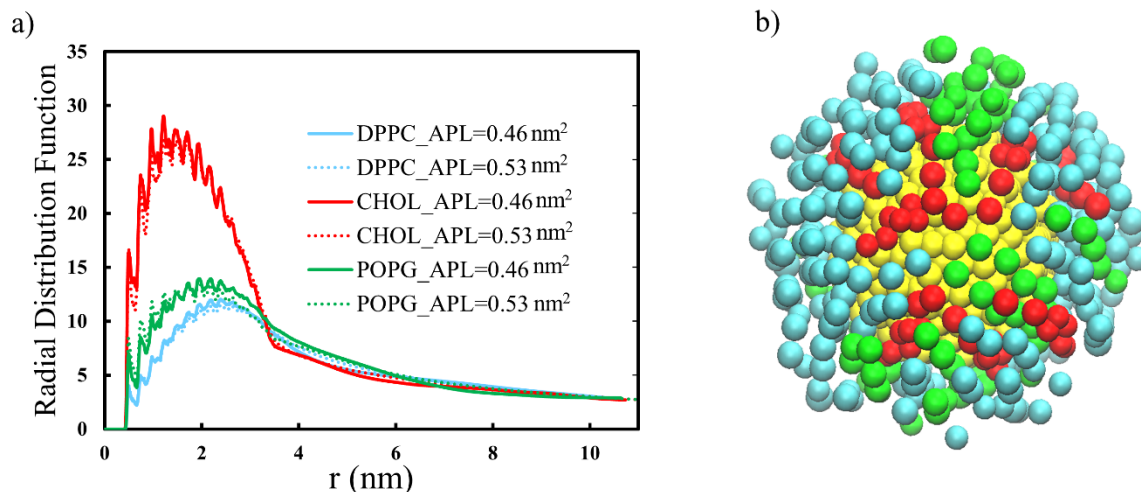 a)
b)
35
30
25
20
15
10
5
0
Radial Distribution Function
DPPC_APL=0.46 nm²
DPPC_APL=0.53 nm²
CHOL_APL=0.46 nm²
CHOL_APL=0.53 nm²
POPG_APL=0.46 nm²
POPG_APL=0.53 nm²
0 2 4 6 8 10
r (nm)